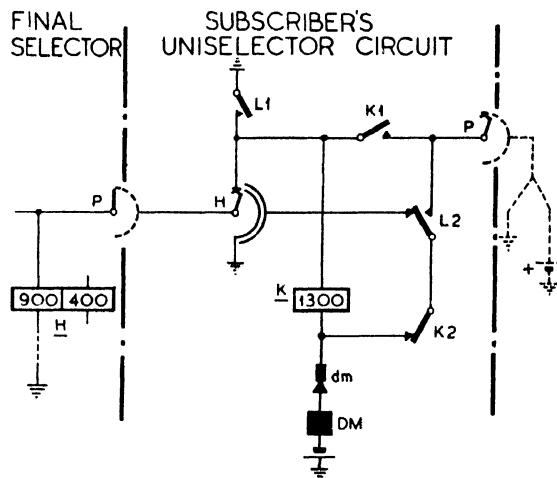 FINAL
SELECTOR
SUBSCRIBER'S
UNISELECTOR CIRCUIT
L1
K1
P
P
H
L2
900 400
H
K
1300
K2
dm
DM
+